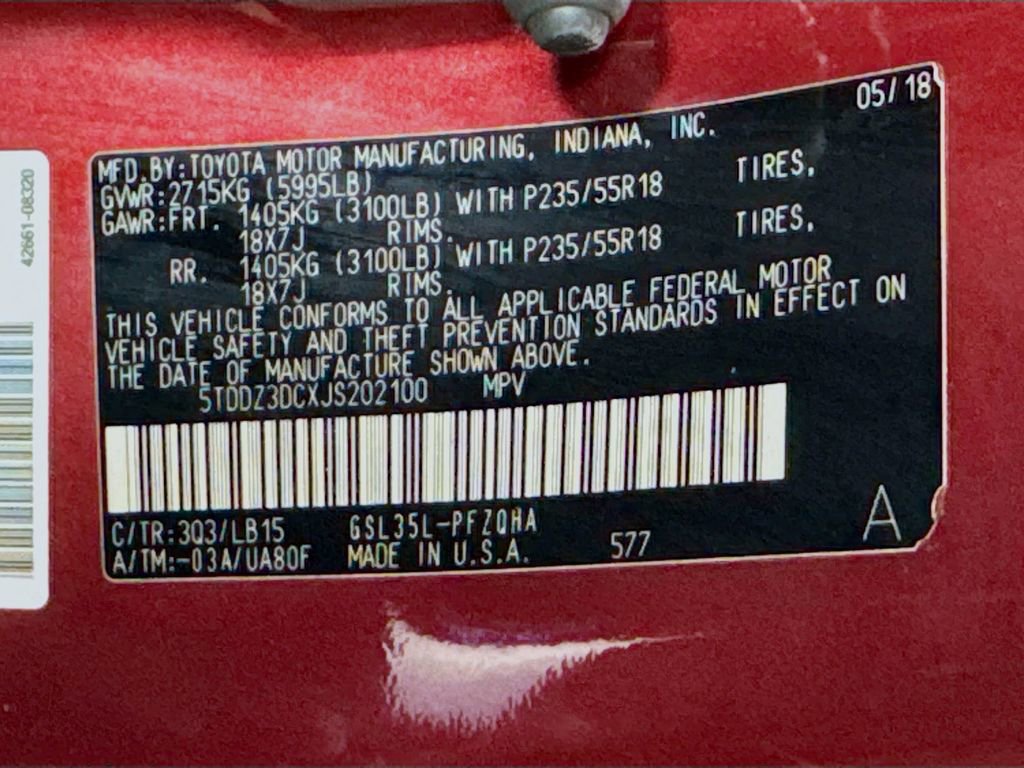 05/18
MFD.BY:TOYOTA MOTOR MANUFACTURING, INDIANA, INC.
GVWR:2715KG (5995LB)
GAWR:FRT. 1405KG (3100LB) WITH P235/55R18 TIRES,
18X7J RIMS.
RR. 1405KG (3100LB) WITH P235/55R18 TIRES,
18X7J RIMS.
THIS VEHICLE CONFORMS TO ALL APPLICABLE FEDERAL MOTOR
VEHICLE SAFETY AND THEFT PREVENTION STANDARDS IN EFFECT ON
THE DATE OF MANUFACTURE SHOWN ABOVE.
5TDDZ3DCXJS202100 MPV
C/TR:3Q3/LB15 GSL35L-PFZQHA
A/TM:-03A/UA80F MADE IN U.S.A. 577 A
42661-08320